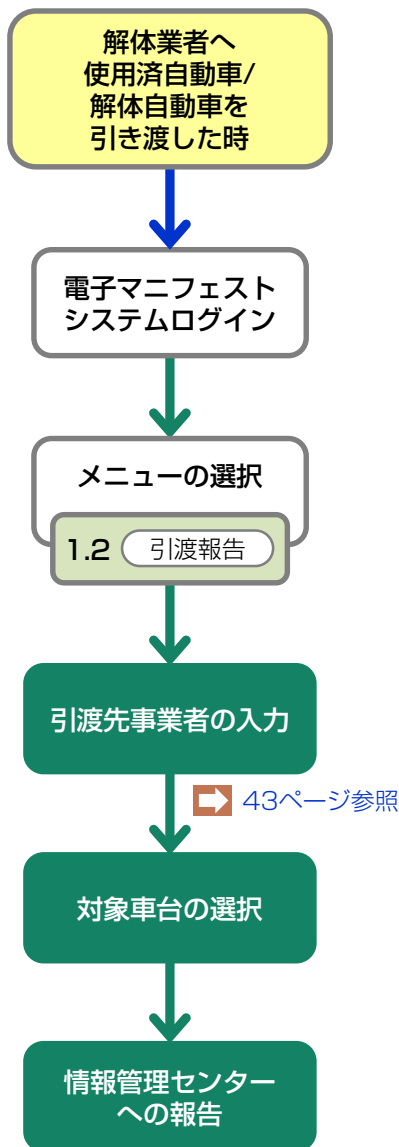 解体業者へ
使用済自動車/
解体自動車を
引き渡した時
電子マニフェスト
システムログイン
メニューの選択
1.2 引渡報告
引渡先事業者の入力
43ページ参照
対象車台の選択
情報管理センター
への報告